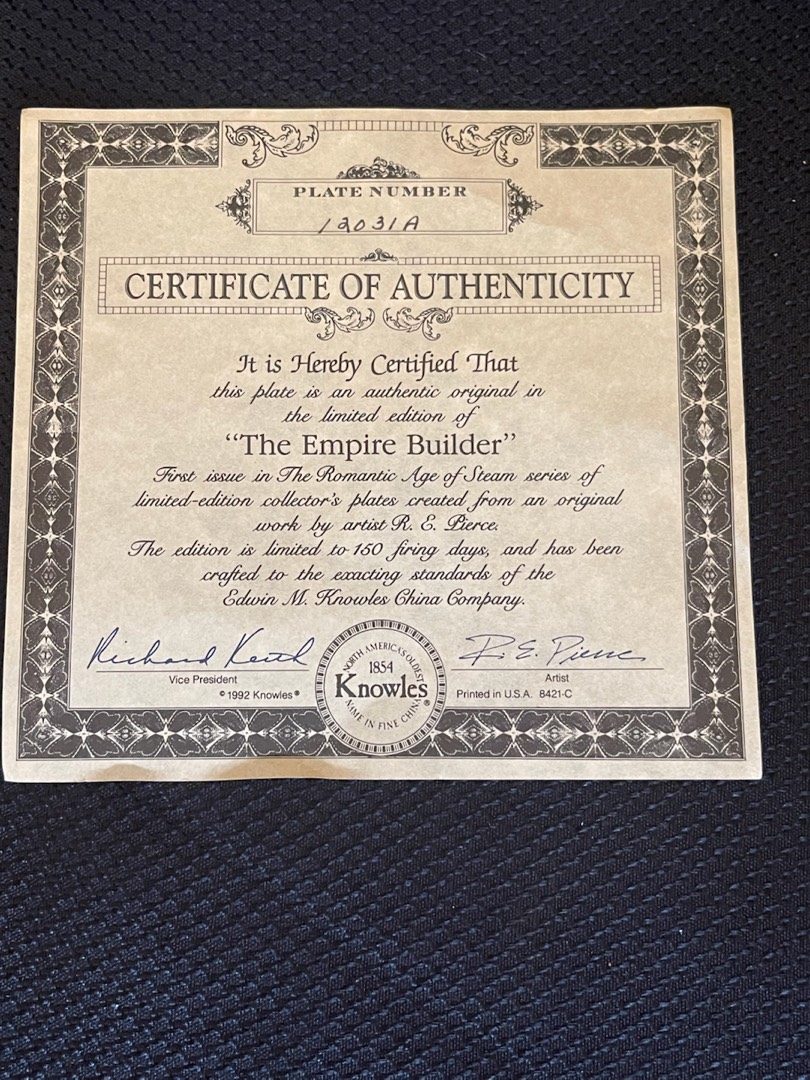 PLATE NUMBER
12031A
CERTIFICATE OF AUTHENTICITY
It is Hereby Certified That
this plate is an authentic original in
the limited edition of
“The Empire Builder”
First issue in The Romantic Age of Steam series of
limited-edition collector's plates created from an original
work by artist R. E. Pierce.
The edition is limited to 150 firing days, and has been
crafted to the exacting standards of the
Edwin M. Knowles China Company.
Richard Keith
Vice President
© 1992 Knowles®
NORTH AMERICA'S OLDEST
1854
Knowles®
NAME IN FINE CHINA
R. E. Pierce
Artist
Printed in U.S.A. 8421-C